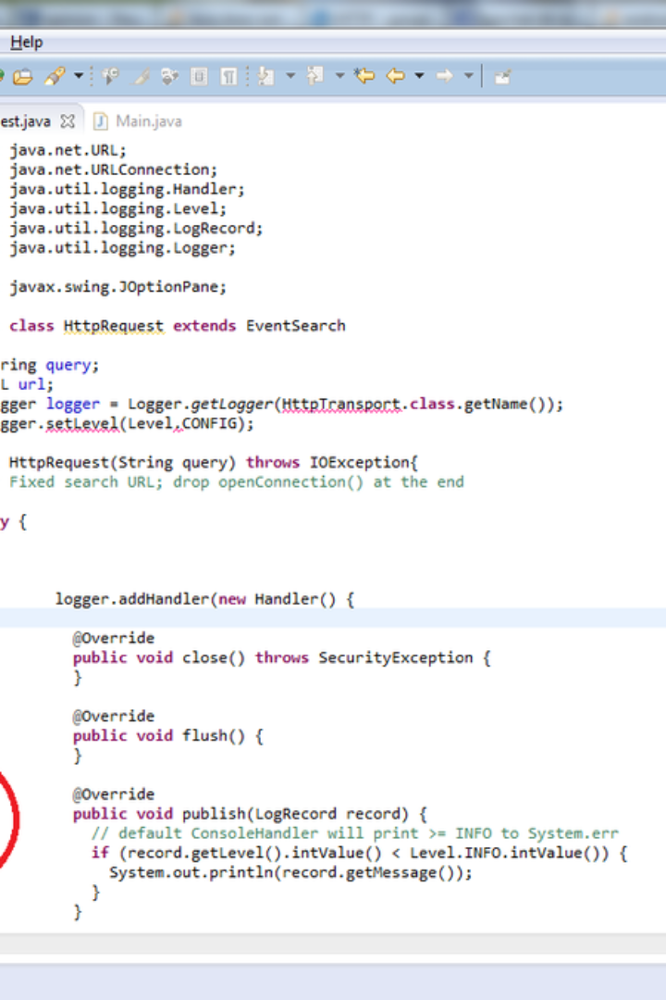 Help
est.java Main.java
java.net.URL;
java.net.URLConnection;
java.util.logging.Handler;
java.util.logging.Level;
java.util.logging.LogRecord;
java.util.logging.Logger;
javax.swing.JOptionPane;
class HttpRequest extends EventSearch
ring query;
L url;
gger logger = Logger.getLogger(HttpTransport.class.getName());
gger.setLevel(Level.CONFIG);
HttpRequest(String query) throws IOException{
Fixed search URL; drop openConnection() at the end
y {
logger.addHandler(new Handler() {
@Override
public void close() throws SecurityException {
}
@Override
public void flush() {
}
@Override
public void publish(LogRecord record) {
// default ConsoleHandler will print >= INFO to System.err
if (record.getLevel().intValue() < Level.INFO.intValue()) {
System.out.println(record.getMessage());
}
}